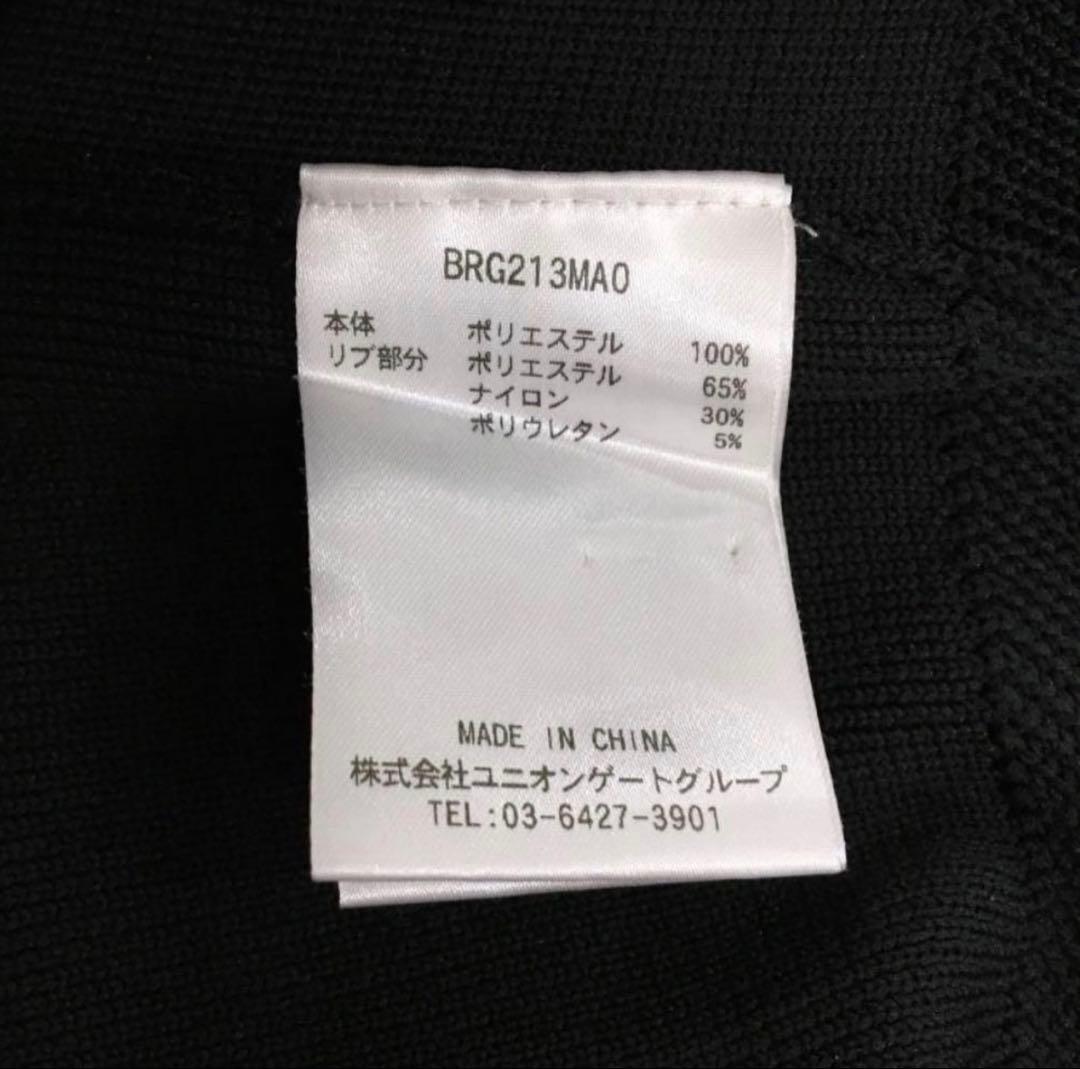 BRG213MA0
本体 ポリエステル 100%
リブ部分 ポリエステル 65%
ナイロン 30%
ポリウレタン 5%
MADE IN CHINA
株式会社ユニオンゲートグループ
TEL:03-6427-3901